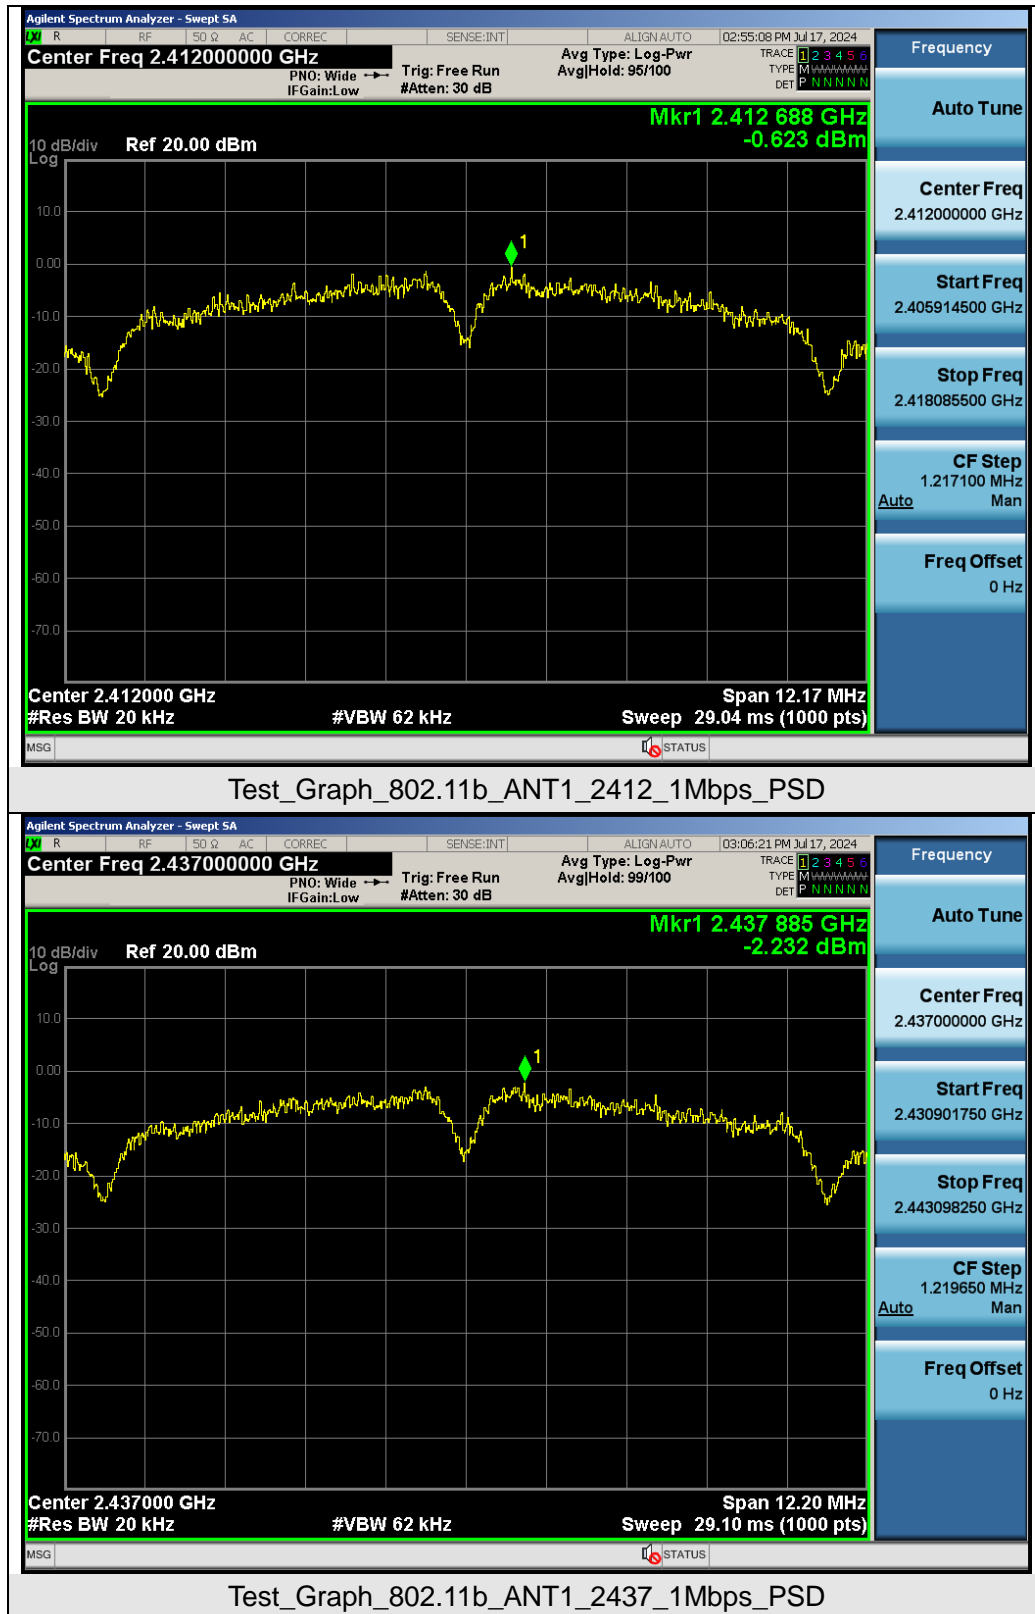 Agilent Spectrum Analyzer - Swept SA
LXI R RF 50 Ω AC CORREC SENSE:INT ALIGN AUTO 02:55:08 PM Jul 17, 2024
Center Freq 2.412000000 GHz
PNO: Wide
IFGain:Low
Trig: Free Run
#Atten: 30 dB
Avg Type: Log-Pwr
Avg|Hold: 95/100
TRACE 1 2 3 4 5 6
TYPE M WWWWW
DET P N N N N N
Mkr1 2.412 688 GHz
-0.623 dBm
10 dB/div Ref 20.00 dBm
Log
10.0
1
0.00
-10.0
-20.0
-30.0
-40.0
-50.0
-60.0
-70.0
Center 2.412000 GHz Span 12.17 MHz
#Res BW 20 kHz #VBW 62 kHz Sweep 29.04 ms (1000 pts)
MSG STATUS
Frequency
Auto Tune
Center Freq
2.412000000 GHz
Start Freq
2.405914500 GHz
Stop Freq
2.418085500 GHz
CF Step
1.217100 MHz
Auto Man
Freq Offset
0 Hz
Test_Graph_802.11b_ANT1_2412_1Mbps_PSD
Agilent Spectrum Analyzer - Swept SA
LXI R RF 50 Ω AC CORREC SENSE:INT ALIGN AUTO 03:06:21 PM Jul 17, 2024
Center Freq 2.437000000 GHz
PNO: Wide
IFGain:Low
Trig: Free Run
#Atten: 30 dB
Avg Type: Log-Pwr
Avg|Hold: 99/100
TRACE 1 2 3 4 5 6
TYPE M WWWWW
DET P N N N N N
Mkr1 2.437 885 GHz
-2.232 dBm
10 dB/div Ref 20.00 dBm
Log
10.0
1
0.00
-10.0
-20.0
-30.0
-40.0
-50.0
-60.0
-70.0
Center 2.437000 GHz Span 12.20 MHz
#Res BW 20 kHz #VBW 62 kHz Sweep 29.10 ms (1000 pts)
MSG STATUS
Frequency
Auto Tune
Center Freq
2.437000000 GHz
Start Freq
2.430901750 GHz
Stop Freq
2.443098250 GHz
CF Step
1.219650 MHz
Auto Man
Freq Offset
0 Hz
Test_Graph_802.11b_ANT1_2437_1Mbps_PSD